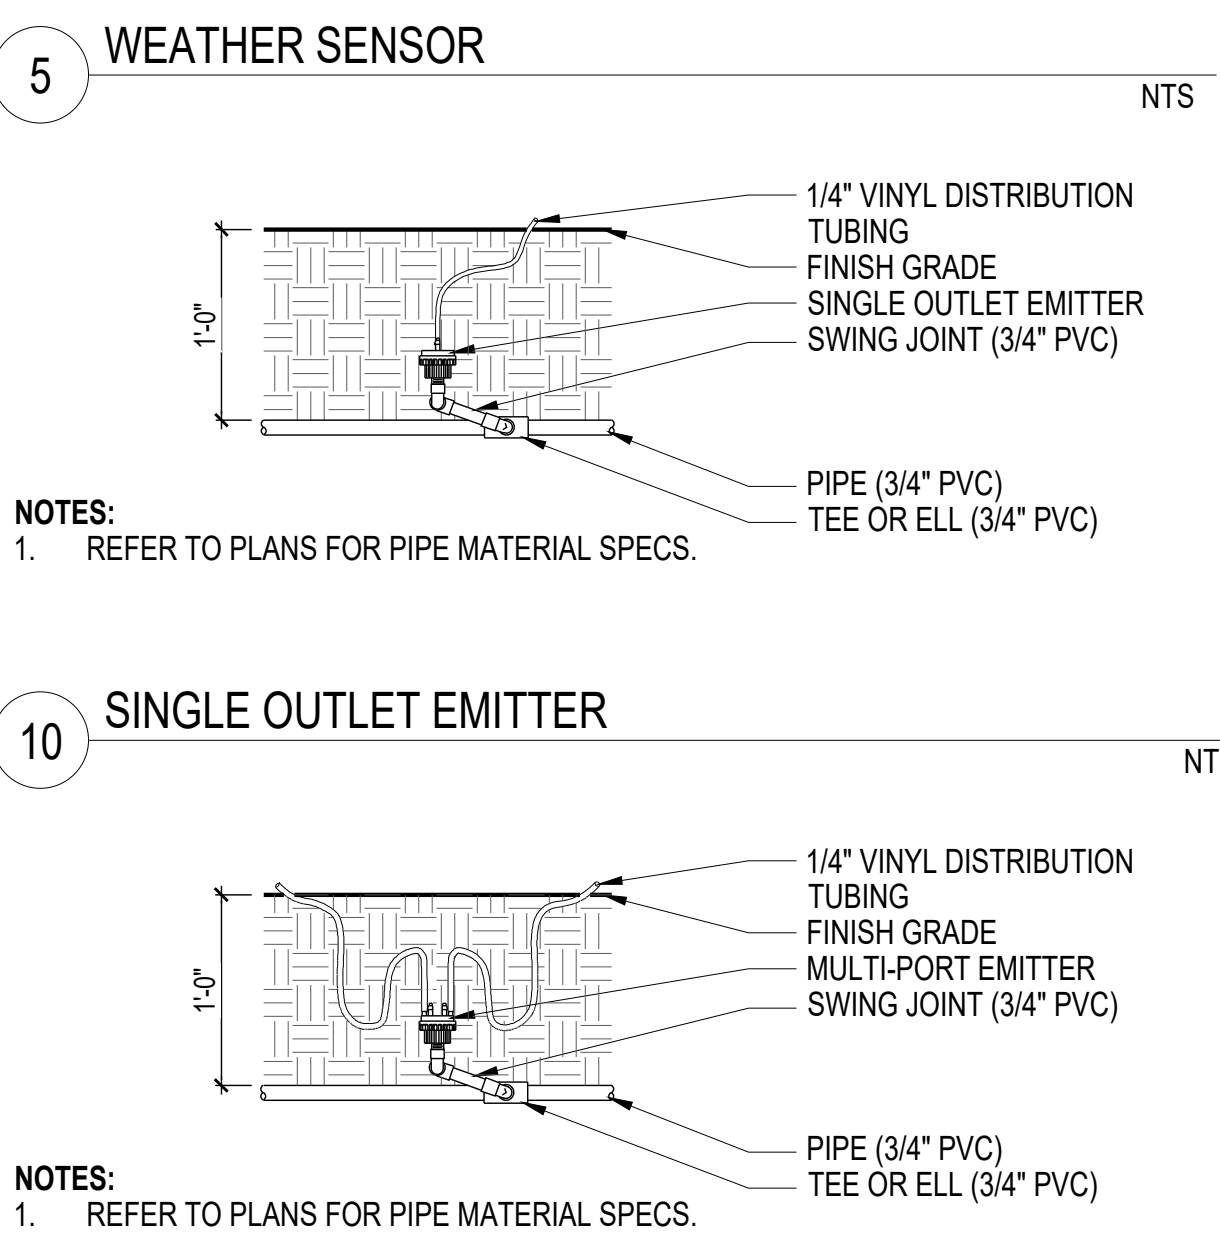 5
WEATHER SENSOR
NTS
1/4" VINYL DISTRIBUTION
TUBING
FINISH GRADE
SINGLE OUTLET EMITTER
SWING JOINT (3/4" PVC)
1'-0"
PIPE (3/4" PVC)
TEE OR ELL (3/4" PVC)
NOTES:
1. REFER TO PLANS FOR PIPE MATERIAL SPECS.
10
SINGLE OUTLET EMITTER
NT
1/4" VINYL DISTRIBUTION
TUBING
FINISH GRADE
MULTI-PORT EMITTER
SWING JOINT (3/4" PVC)
1'-0"
PIPE (3/4" PVC)
TEE OR ELL (3/4" PVC)
NOTES:
1. REFER TO PLANS FOR PIPE MATERIAL SPECS.